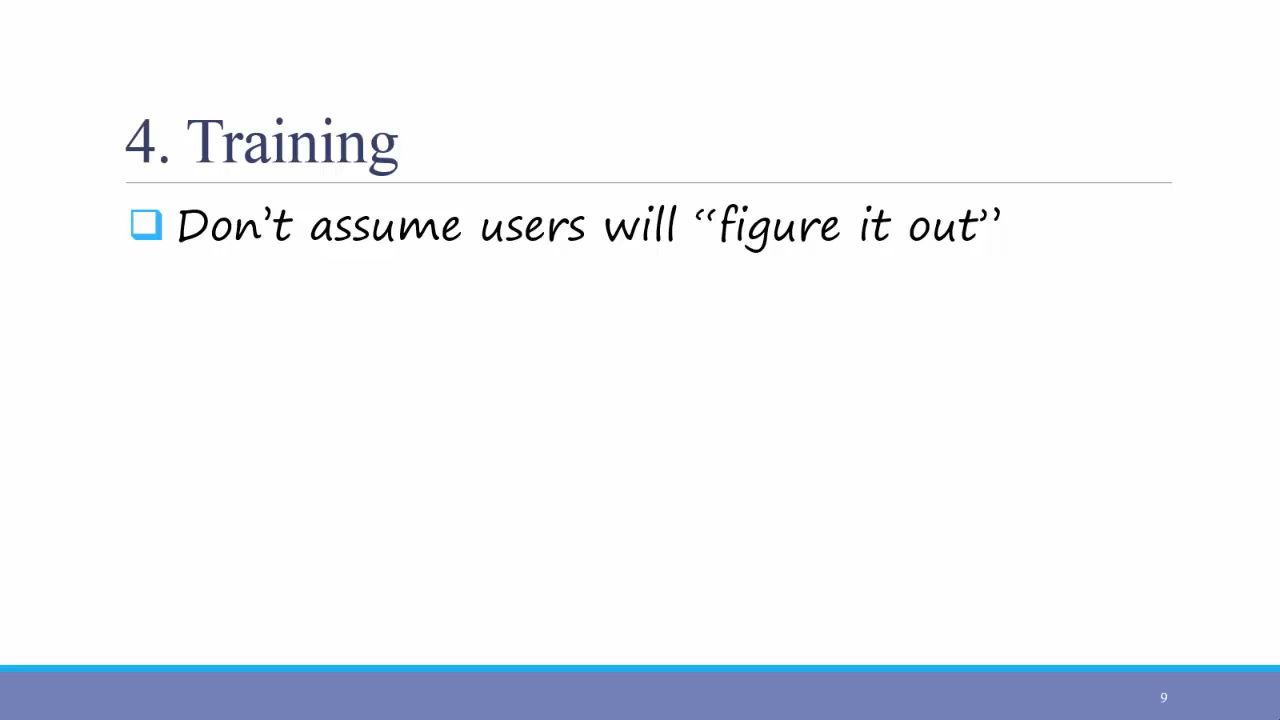 4. Training
Don’t assume users will “figure it out”
9